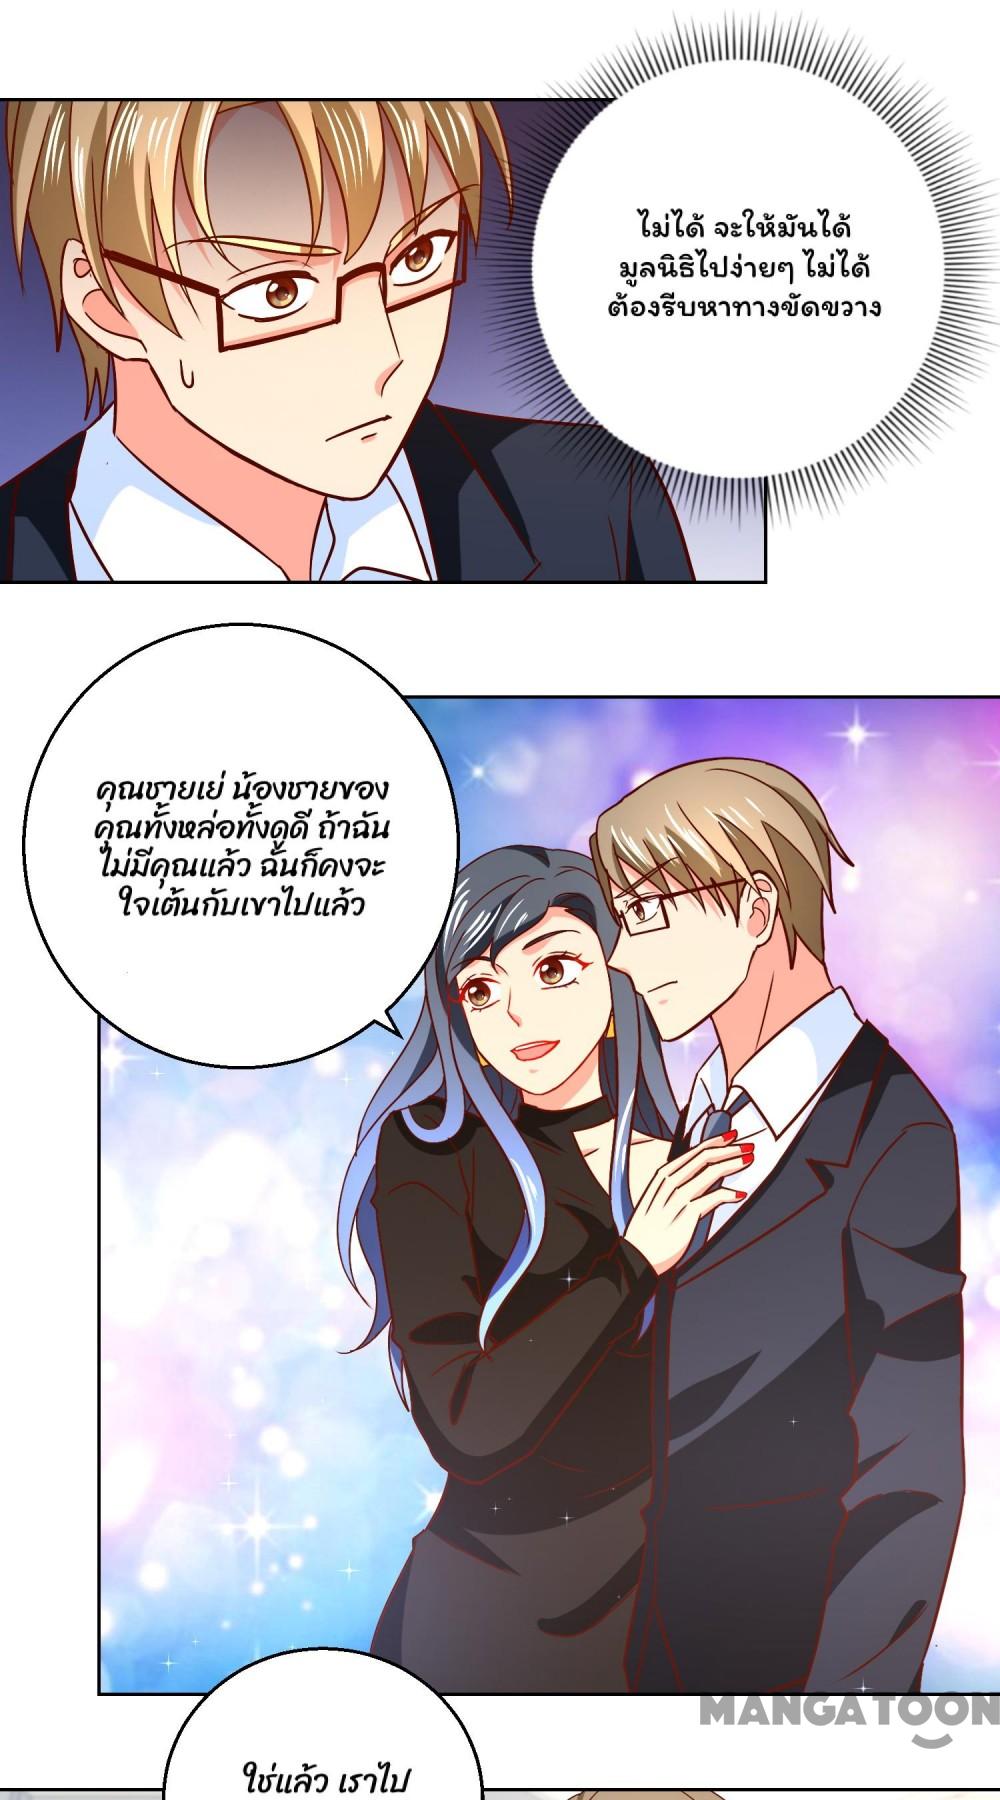 ไม่ได้ จะให้มันได้
มูลนิธิไปง่ายๆ ไม่ได้
ต้องรีบหาทางขัดขวาง
คุณชายเย่ น้องชายของ
คุณทั้งหล่อทั้งดูดี ถ้าฉัน
ไม่มีคุณแล้ว ฉันก็คงจะ
ใจเต้นกับเขาไปแล้ว
MANGATOON
ใช่แล้ว เราไป